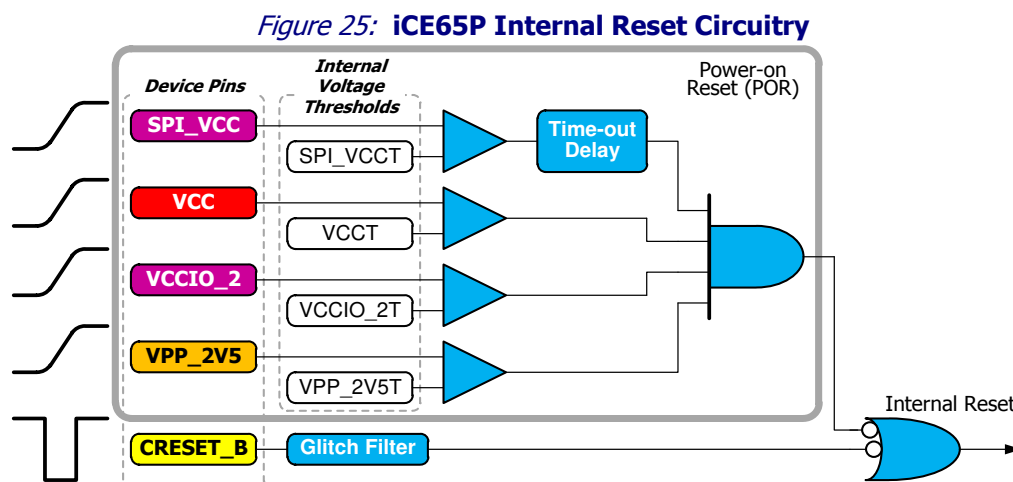 Figure 25: iCE65P Internal Reset Circuitry
Device Pins
Internal
Voltage
Thresholds
Power-on
Reset (POR)
SPI_VCC
SPI_VCCT
Time-out
Delay
VCC
VCCT
VCCIO_2
VCCIO_2T
VPP_2V5
VPP_2V5T
CRESET_B
Glitch Filter
Internal Reset